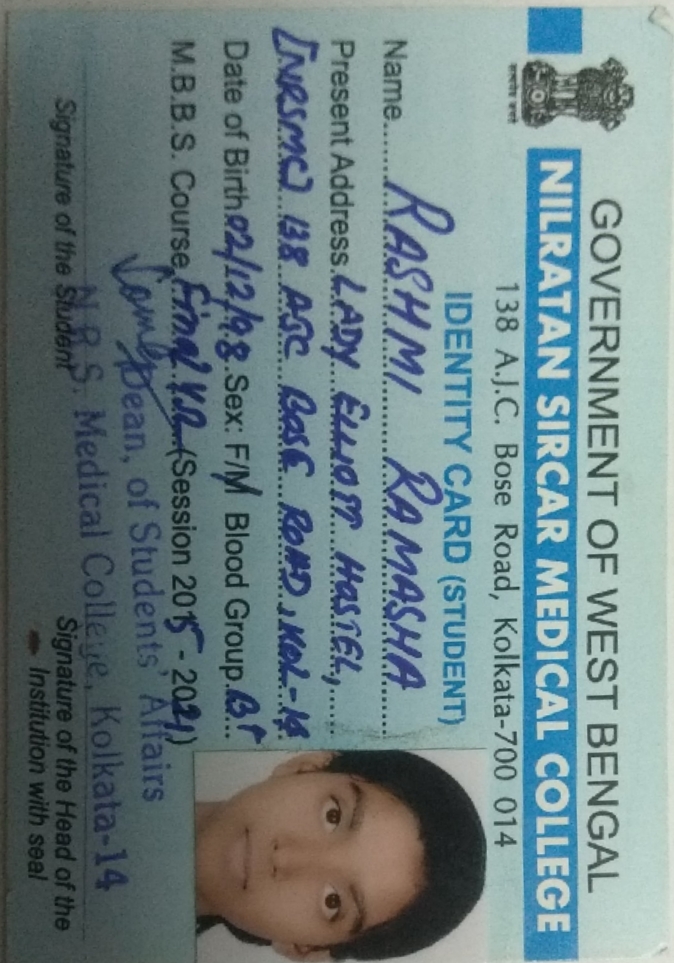 GOVERNMENT OF WEST BENGAL
NILRATAN SIRCAR MEDICAL COLLEGE
138 A.J.C. Bose Road, Kolkata-700 014
IDENTITY CARD (STUDENT)
Name......RASHMI RAMASHA
Present Address. LADY ELLIOTT HOSTEL,
[NRSMC] 138 AJC BOSE ROAD, KOL-14
Date of Birth 02/12/98 Sex: F/M Blood Group. B+
M.B.B.S. Course, Final YR (Session 2015 - 2021)
Dean, of Students' Affairs
N.R.S. Medical College, Kolkata-14
Signature of the Student
Signature of the Head of the
Institution with seal